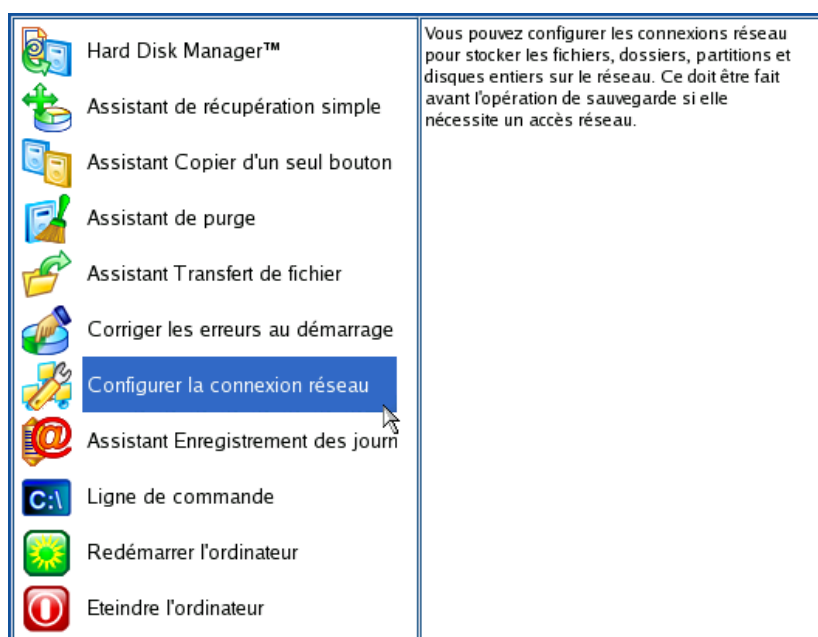 Hard Disk Manager™
Assistant de récupération simple
Assistant Copier d'un seul bouton
Assistant de purge
Assistant Transfert de fichier
Corriger les erreurs au démarrage
Configurer la connexion réseau
Assistant Enregistrement des journ
C:\
Ligne de commande
Redémarrer l'ordinateur
Eteindre l'ordinateur
Vous pouvez configurer les connexions réseau
pour stocker les fichiers, dossiers, partitions et
disques entiers sur le réseau. Ce doit être fait
avant l'opération de sauvegarde si elle
nécessite un accès réseau.